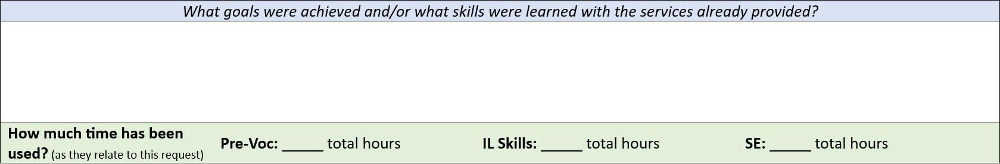 What goals were achieved and/or what skills were learned with the services already provided?
How much time has been
used? (as they relate to this request)
Pre-Voc: _____ total hours
IL Skills: _____ total hours
SE: _____ total hours